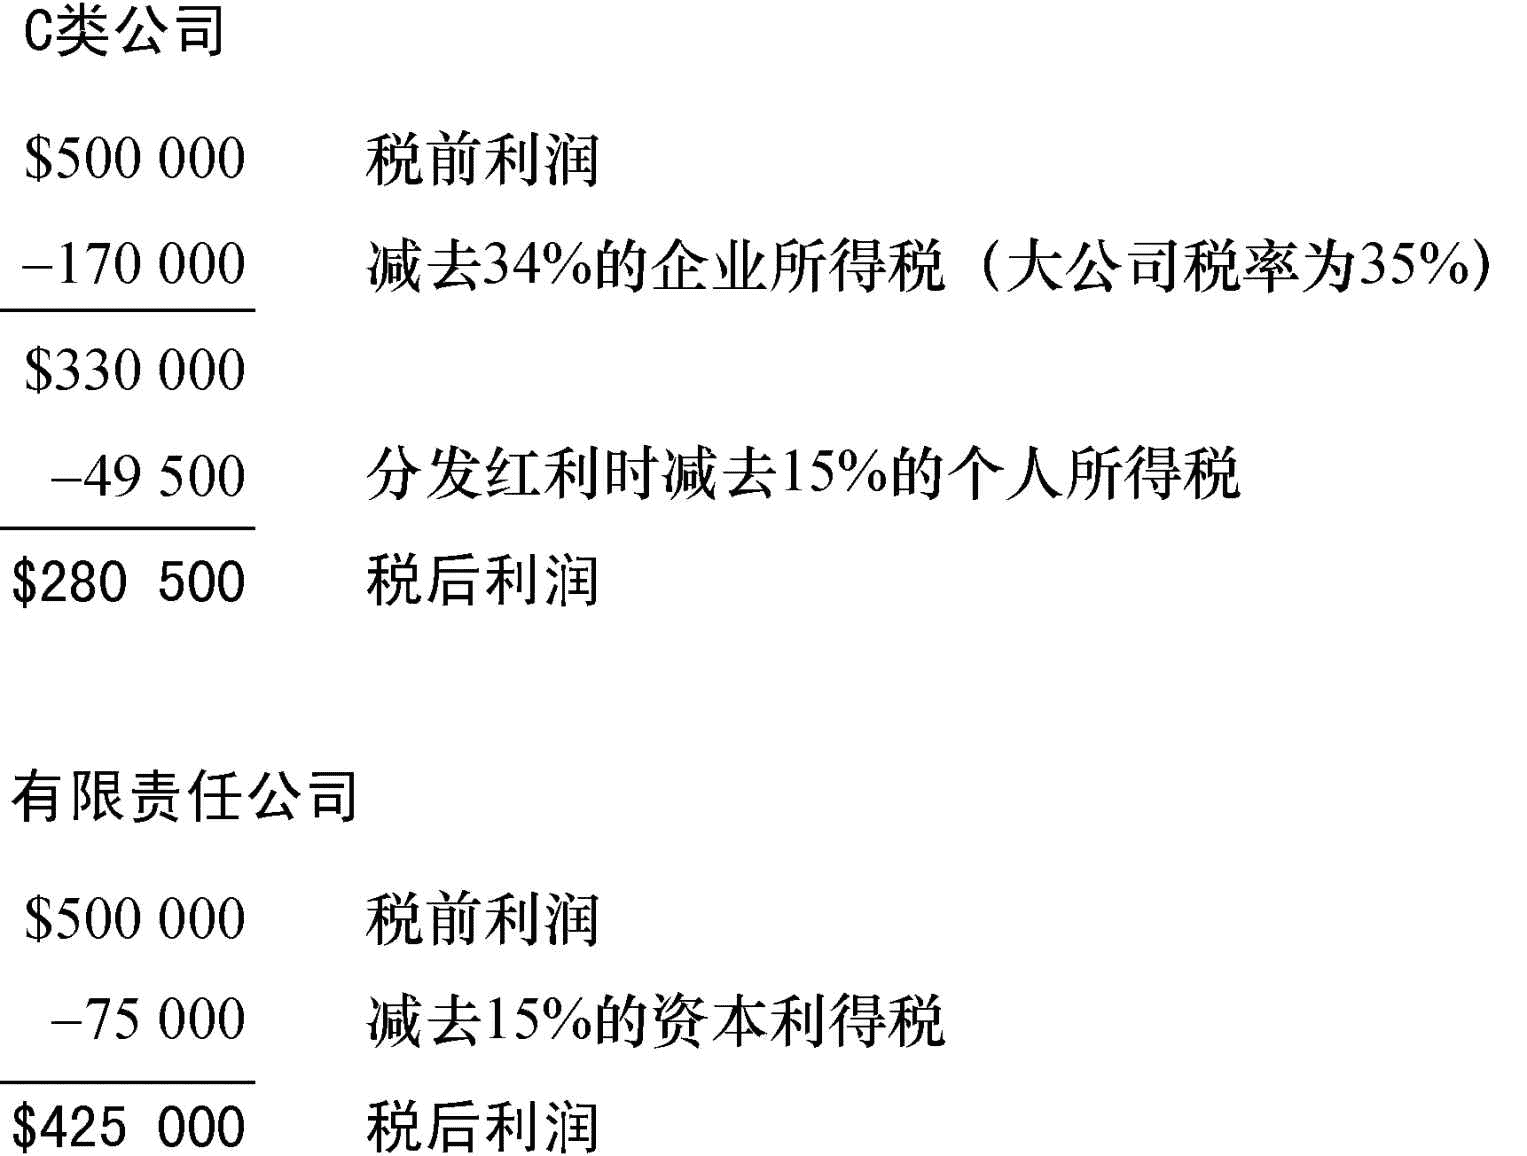 C类公司
$500 000 税前利润
–170 000 减去34%的企业所得税（大公司税率为35%）
$330 000
–49 500 分发红利时减去15%的个人所得税
$280 500 税后利润
有限责任公司
$500 000 税前利润
–75 000 减去15%的资本利得税
$425 000 税后利润